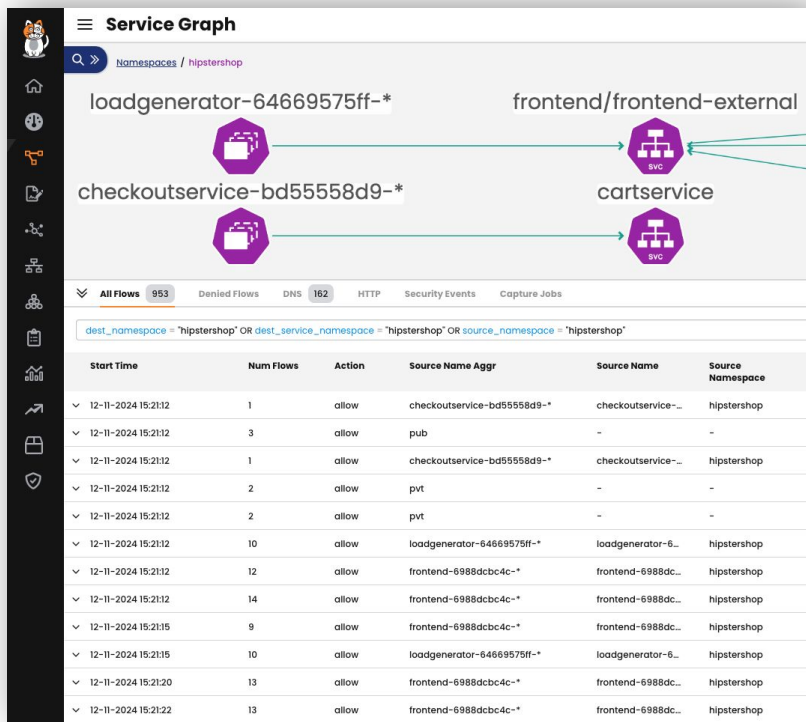 Service Graph
Namespaces / hipstershop
loadgenerator-64669575ff-* frontend/frontend-external
SVC
checkoutservice-bd55558d9-* cartservice
SVC
All Flows 953 Denied Flows DNS 162 HTTP Security Events Capture Jobs
dest_namespace = "hipstershop" OR dest_service_namespace = "hipstershop" OR source_namespace = "hipstershop"
Start Time Num Flows Action Source Name Aggr Source Name Source Namespace
12-11-2024 15:21:12 1 allow checkoutservice-bd55558d9-* checkoutservice-... hipstershop
12-11-2024 15:21:12 3 allow pub - -
12-11-2024 15:21:12 1 allow checkoutservice-bd55558d9-* checkoutservice-... hipstershop
12-11-2024 15:21:12 2 allow pvt - -
12-11-2024 15:21:12 2 allow pvt - -
12-11-2024 15:21:12 10 allow loadgenerator-64669575ff-* loadgenerator-6... hipstershop
12-11-2024 15:21:12 12 allow frontend-6988dcbc4c-* frontend-6988dc... hipstershop
12-11-2024 15:21:12 14 allow frontend-6988dcbc4c-* frontend-6988dc... hipstershop
12-11-2024 15:21:15 9 allow frontend-6988dcbc4c-* frontend-6988dc... hipstershop
12-11-2024 15:21:15 10 allow loadgenerator-64669575ff-* loadgenerator-6... hipstershop
12-11-2024 15:21:20 13 allow frontend-6988dcbc4c-* frontend-6988dc... hipstershop
12-11-2024 15:21:22 13 allow frontend-6988dcbc4c-* frontend-6988dc... hipstershop